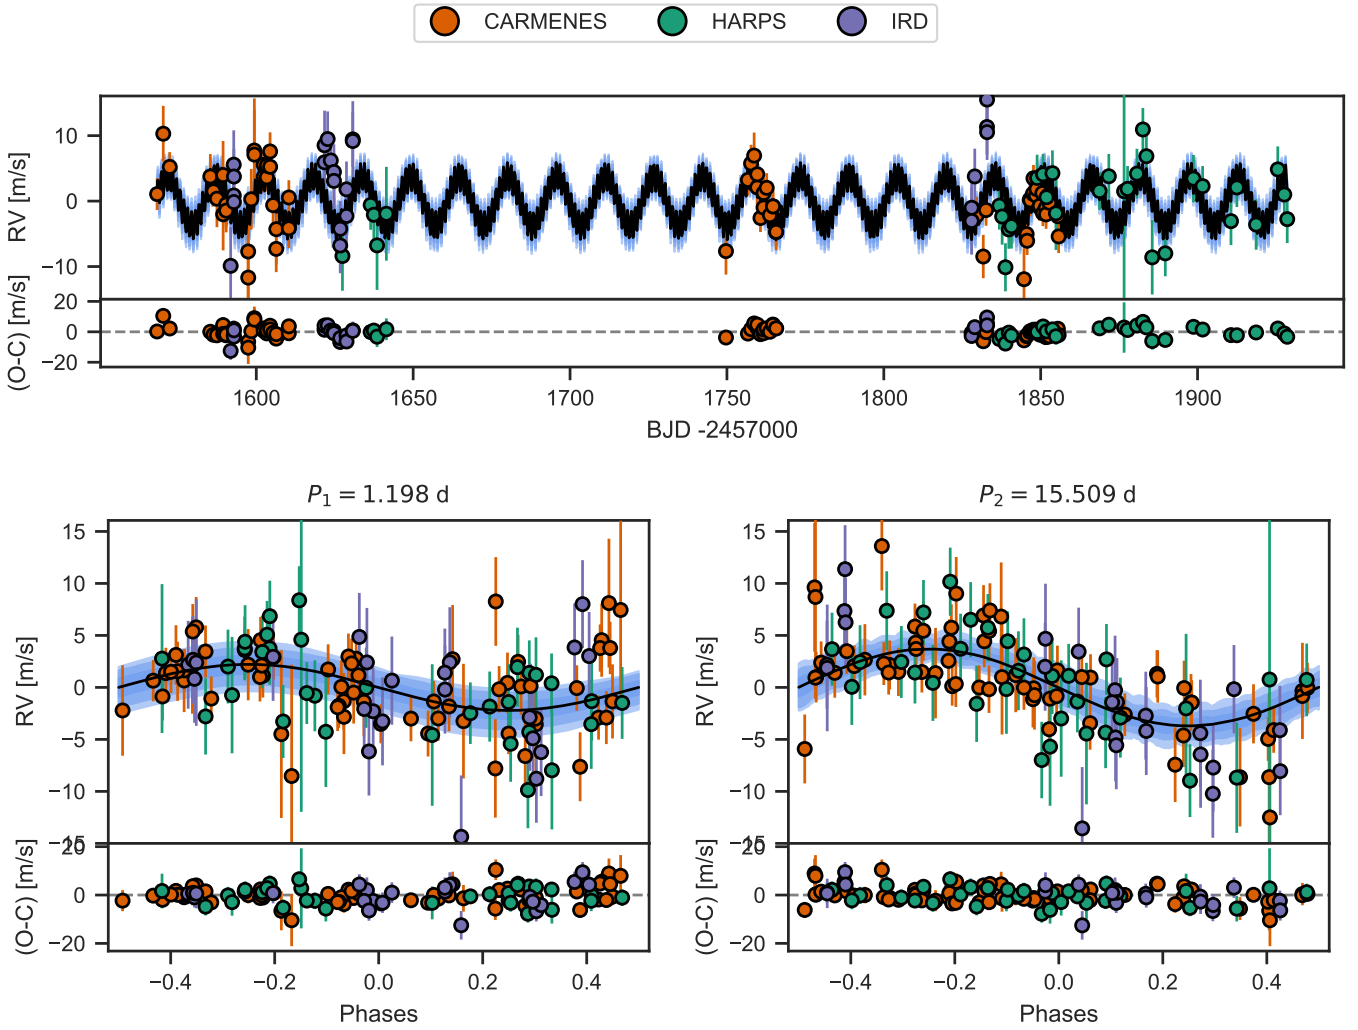 CARMENES HARPS IRD
10
0
−10
RV [m/s]
20
0
−20
(O-C) [m/s]
1600 1650 1700 1750 1800 1850 1900
BJD -2457000
P₁ = 1.198 d
P₂ = 15.509 d
15
10
5
0
−5
−10
−15
RV [m/s]
20
0
−20
(O-C) [m/s]
−0.4 −0.2 0.0 0.2 0.4
Phases
15
10
5
0
−5
−10
−15
RV [m/s]
20
0
−20
(O-C) [m/s]
−0.4 −0.2 0.0 0.2 0.4
Phases